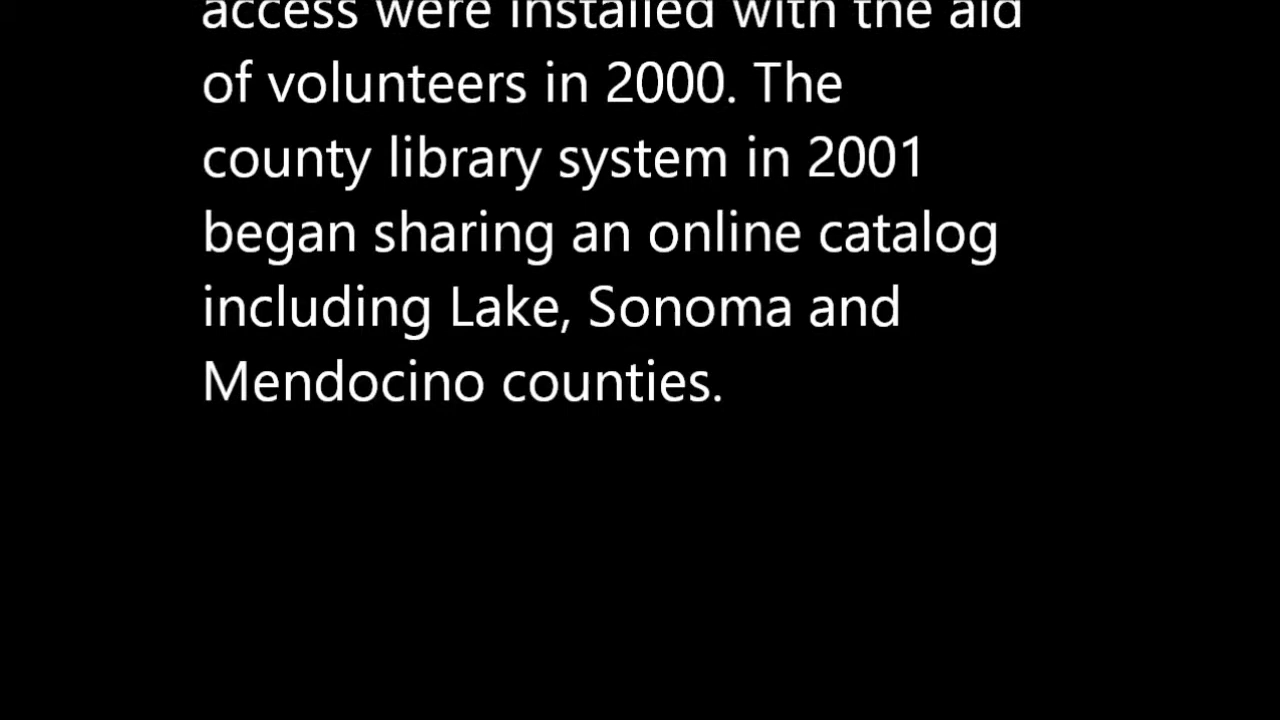 access were installed with the aid
of volunteers in 2000. The
county library system in 2001
began sharing an online catalog
including Lake, Sonoma and
Mendocino counties.